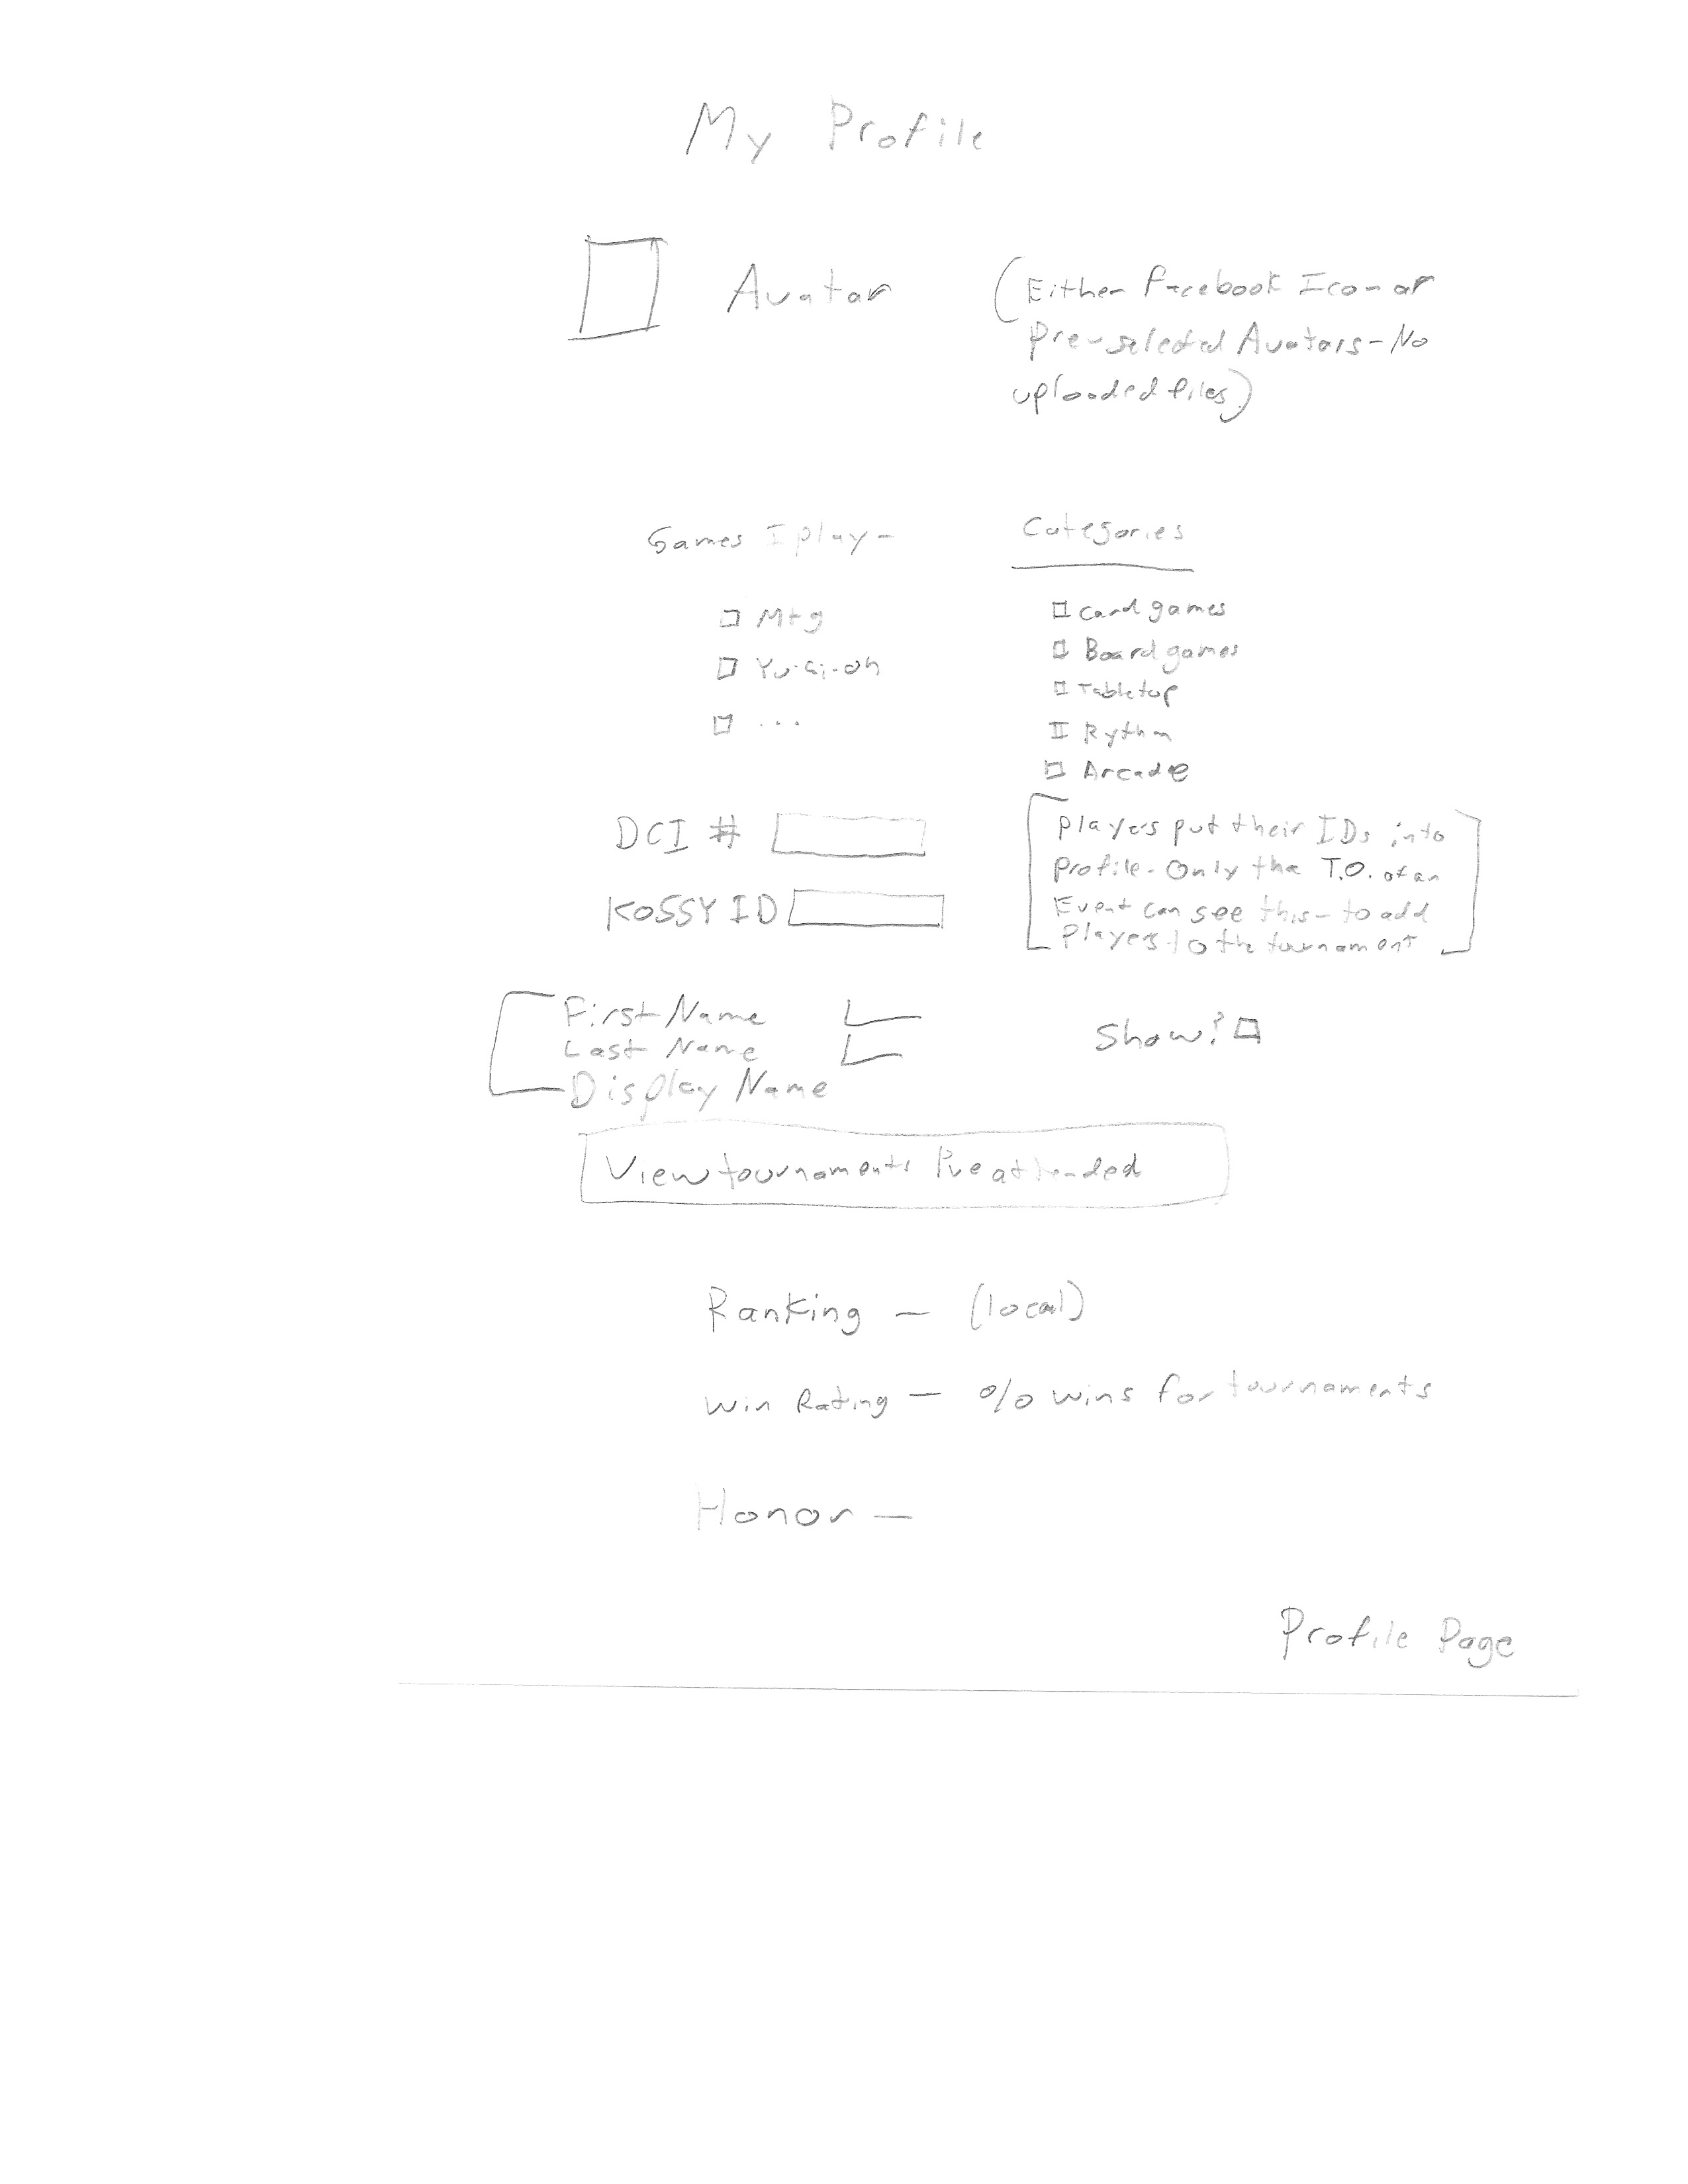 My Profile
Avatar
(Either Facebook Icon or
Pre-selected Avatars - No
uploaded files)
Games I play -
Mtg
Yu-Gi-oh
...
Categories
Card games
Board games
Tabletop
Rythm
Arcade
DCI #
KOSSY ID
Players put their IDs into
Profile - Only the T.O. of an
Event can see this - to add
Players to the tournament
First Name
Last Name
Display Name
Show?
View tournaments I've attended
Ranking - (local)
Win Rating - % wins for tournaments
Honor -
Profile Page